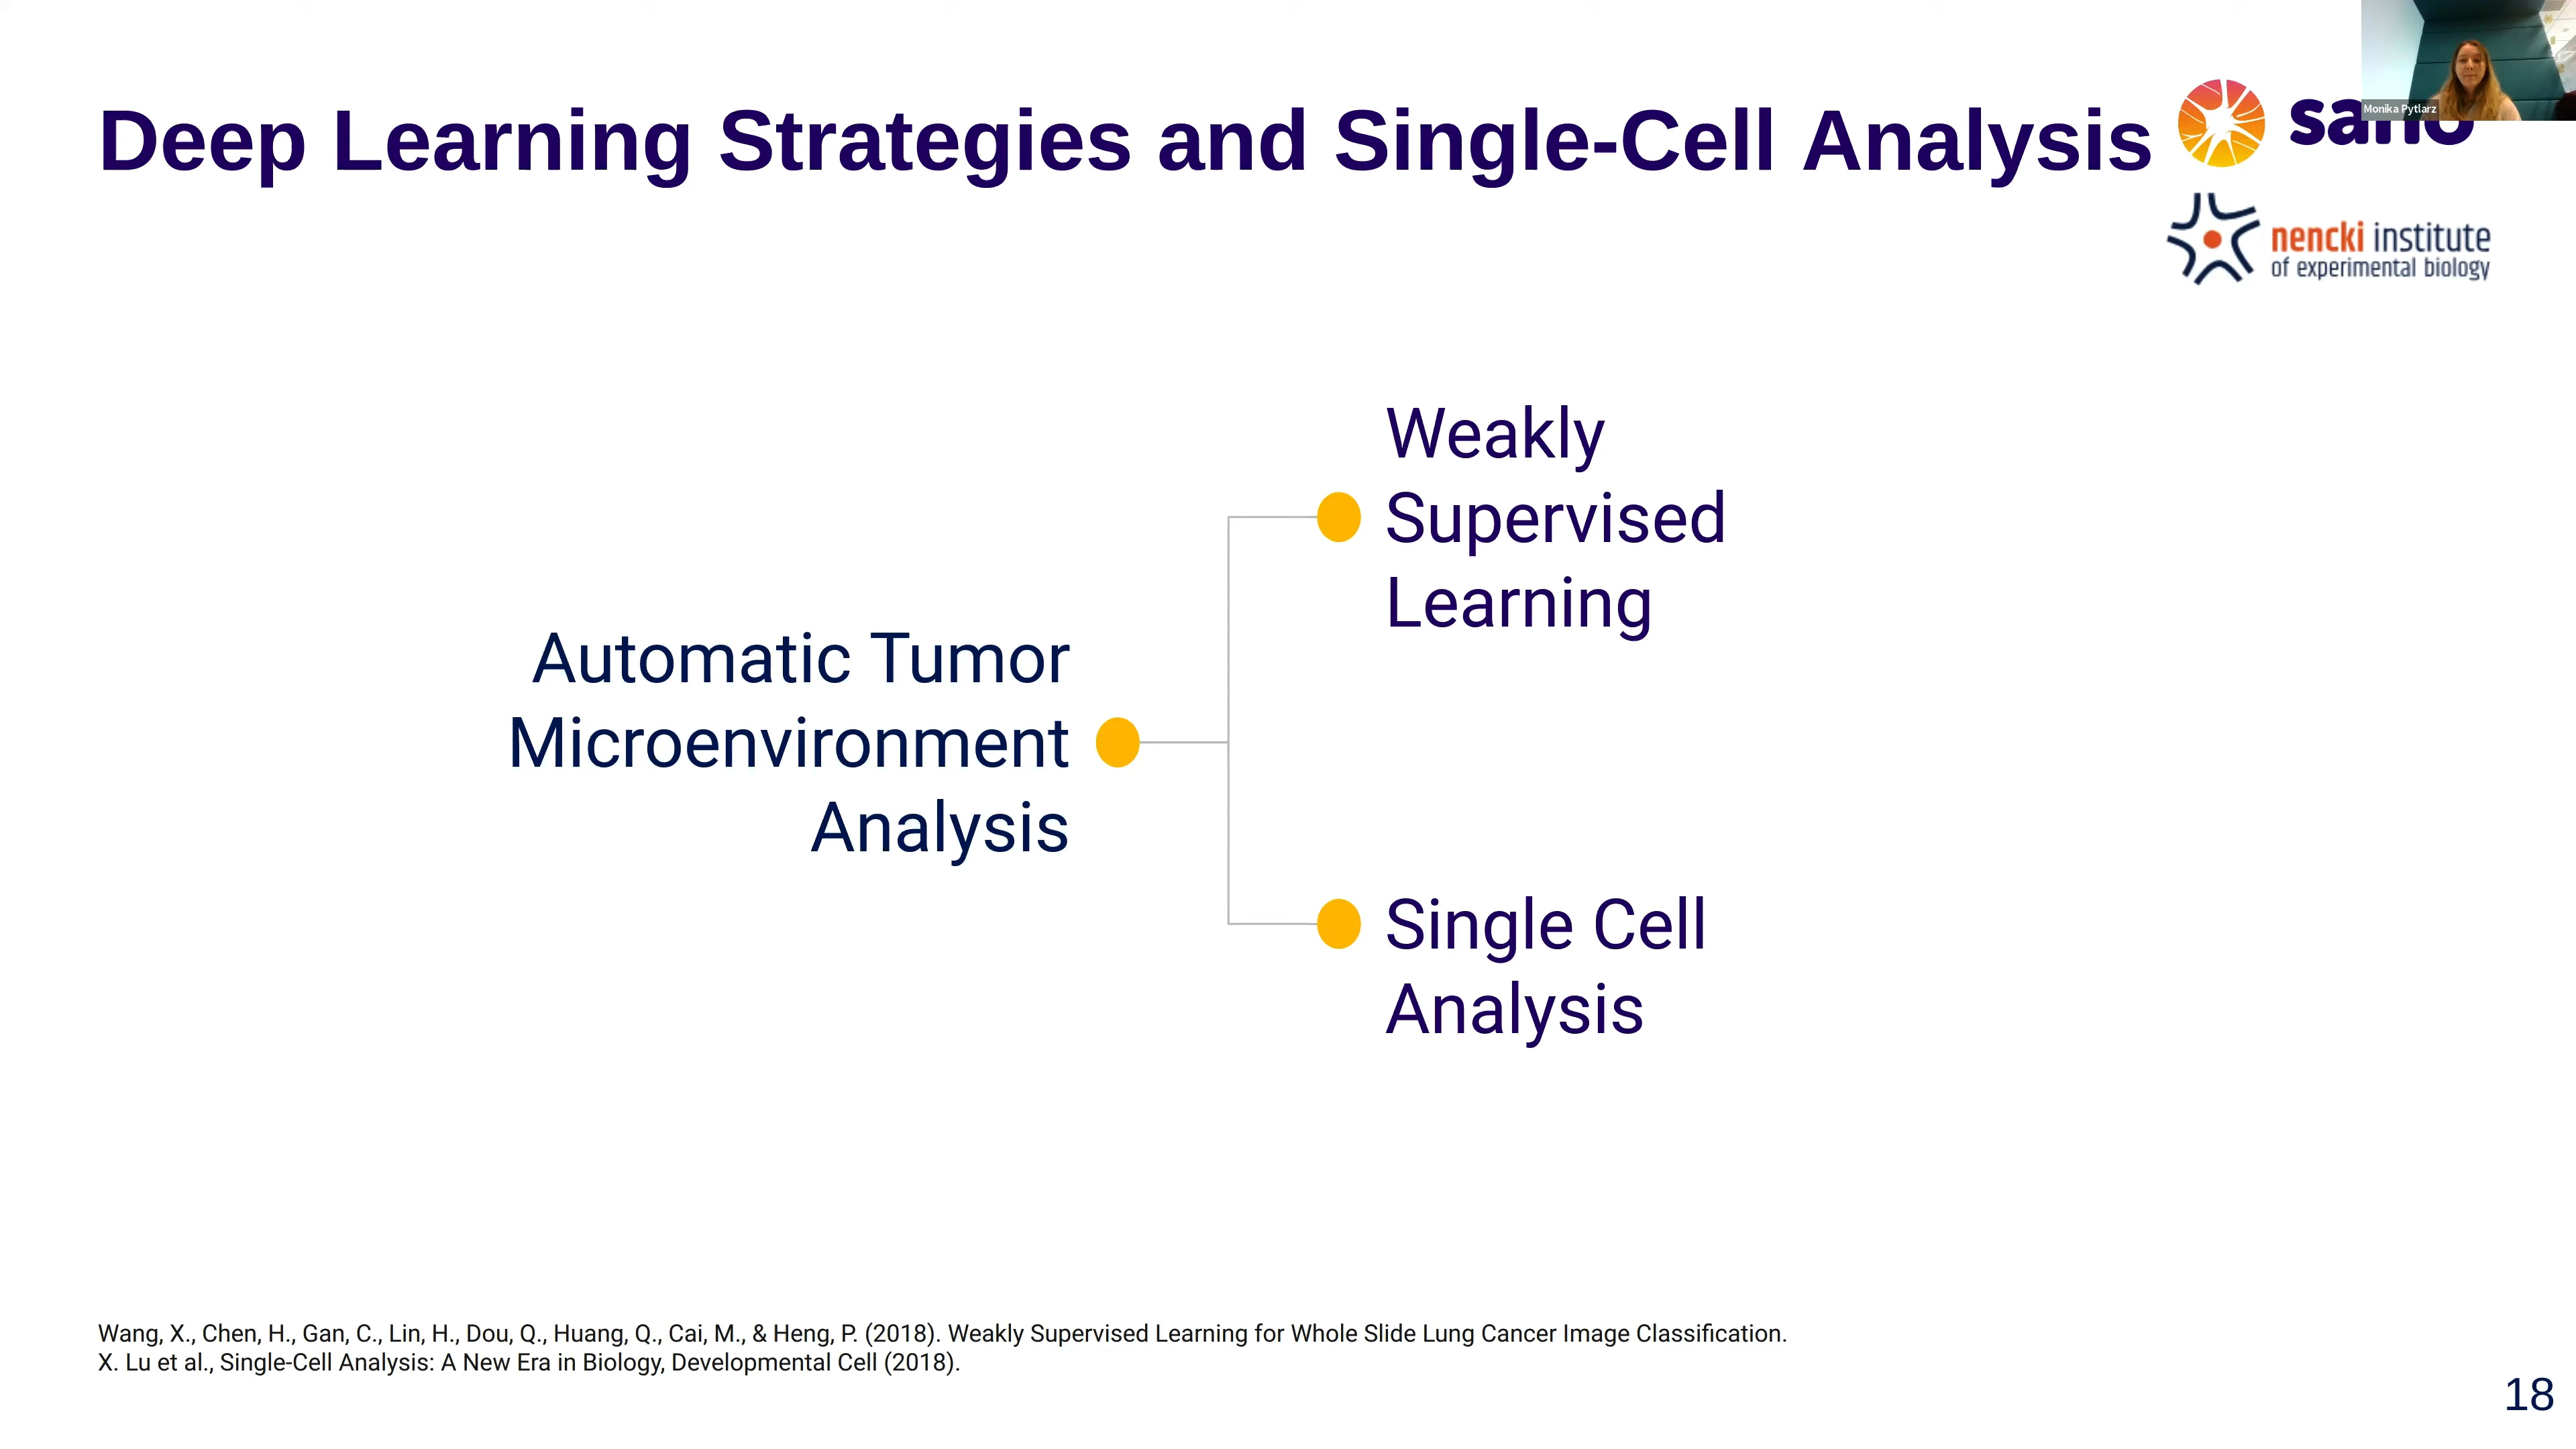 Deep Learning Strategies and Single-Cell Analysis
Monika Pytlarz
sano
nencki institute
of experimental biology
Automatic Tumor
Microenvironment
Analysis
Weakly
Supervised
Learning
Single Cell
Analysis
Wang, X., Chen, H., Gan, C., Lin, H., Dou, Q., Huang, Q., Cai, M., & Heng, P. (2018). Weakly Supervised Learning for Whole Slide Lung Cancer Image Classification.
X. Lu et al., Single-Cell Analysis: A New Era in Biology, Developmental Cell (2018).
18